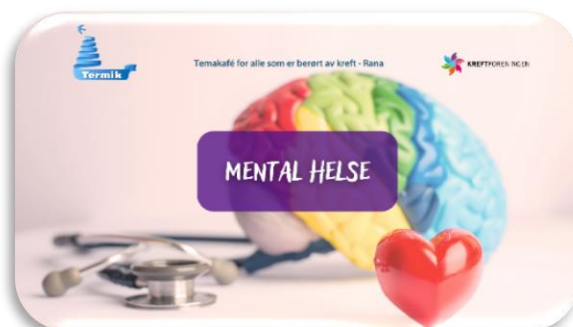 Termik
Temakafé for alle som er berørt av kreft - Rana
KREFTFORENINGEN
MENTAL HELSE